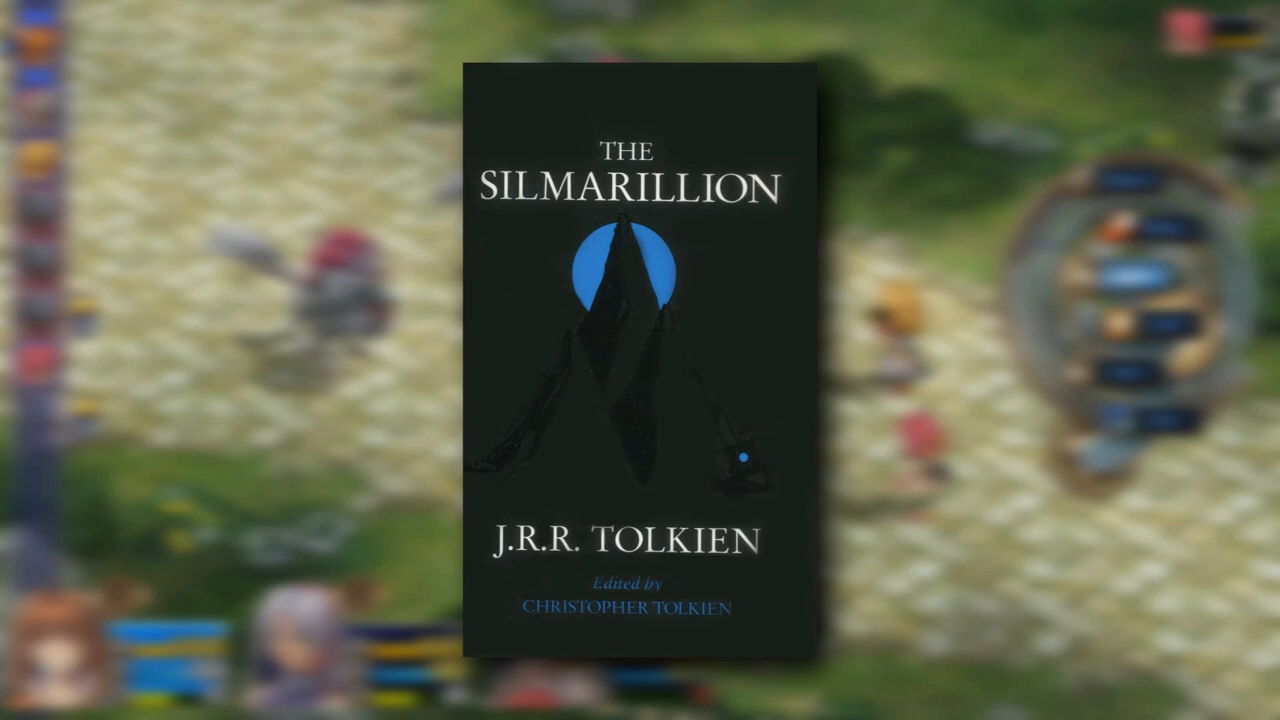 THE
SILMARILLION
J.R.R. TOLKIEN
Edited by
CHRISTOPHER TOLKIEN